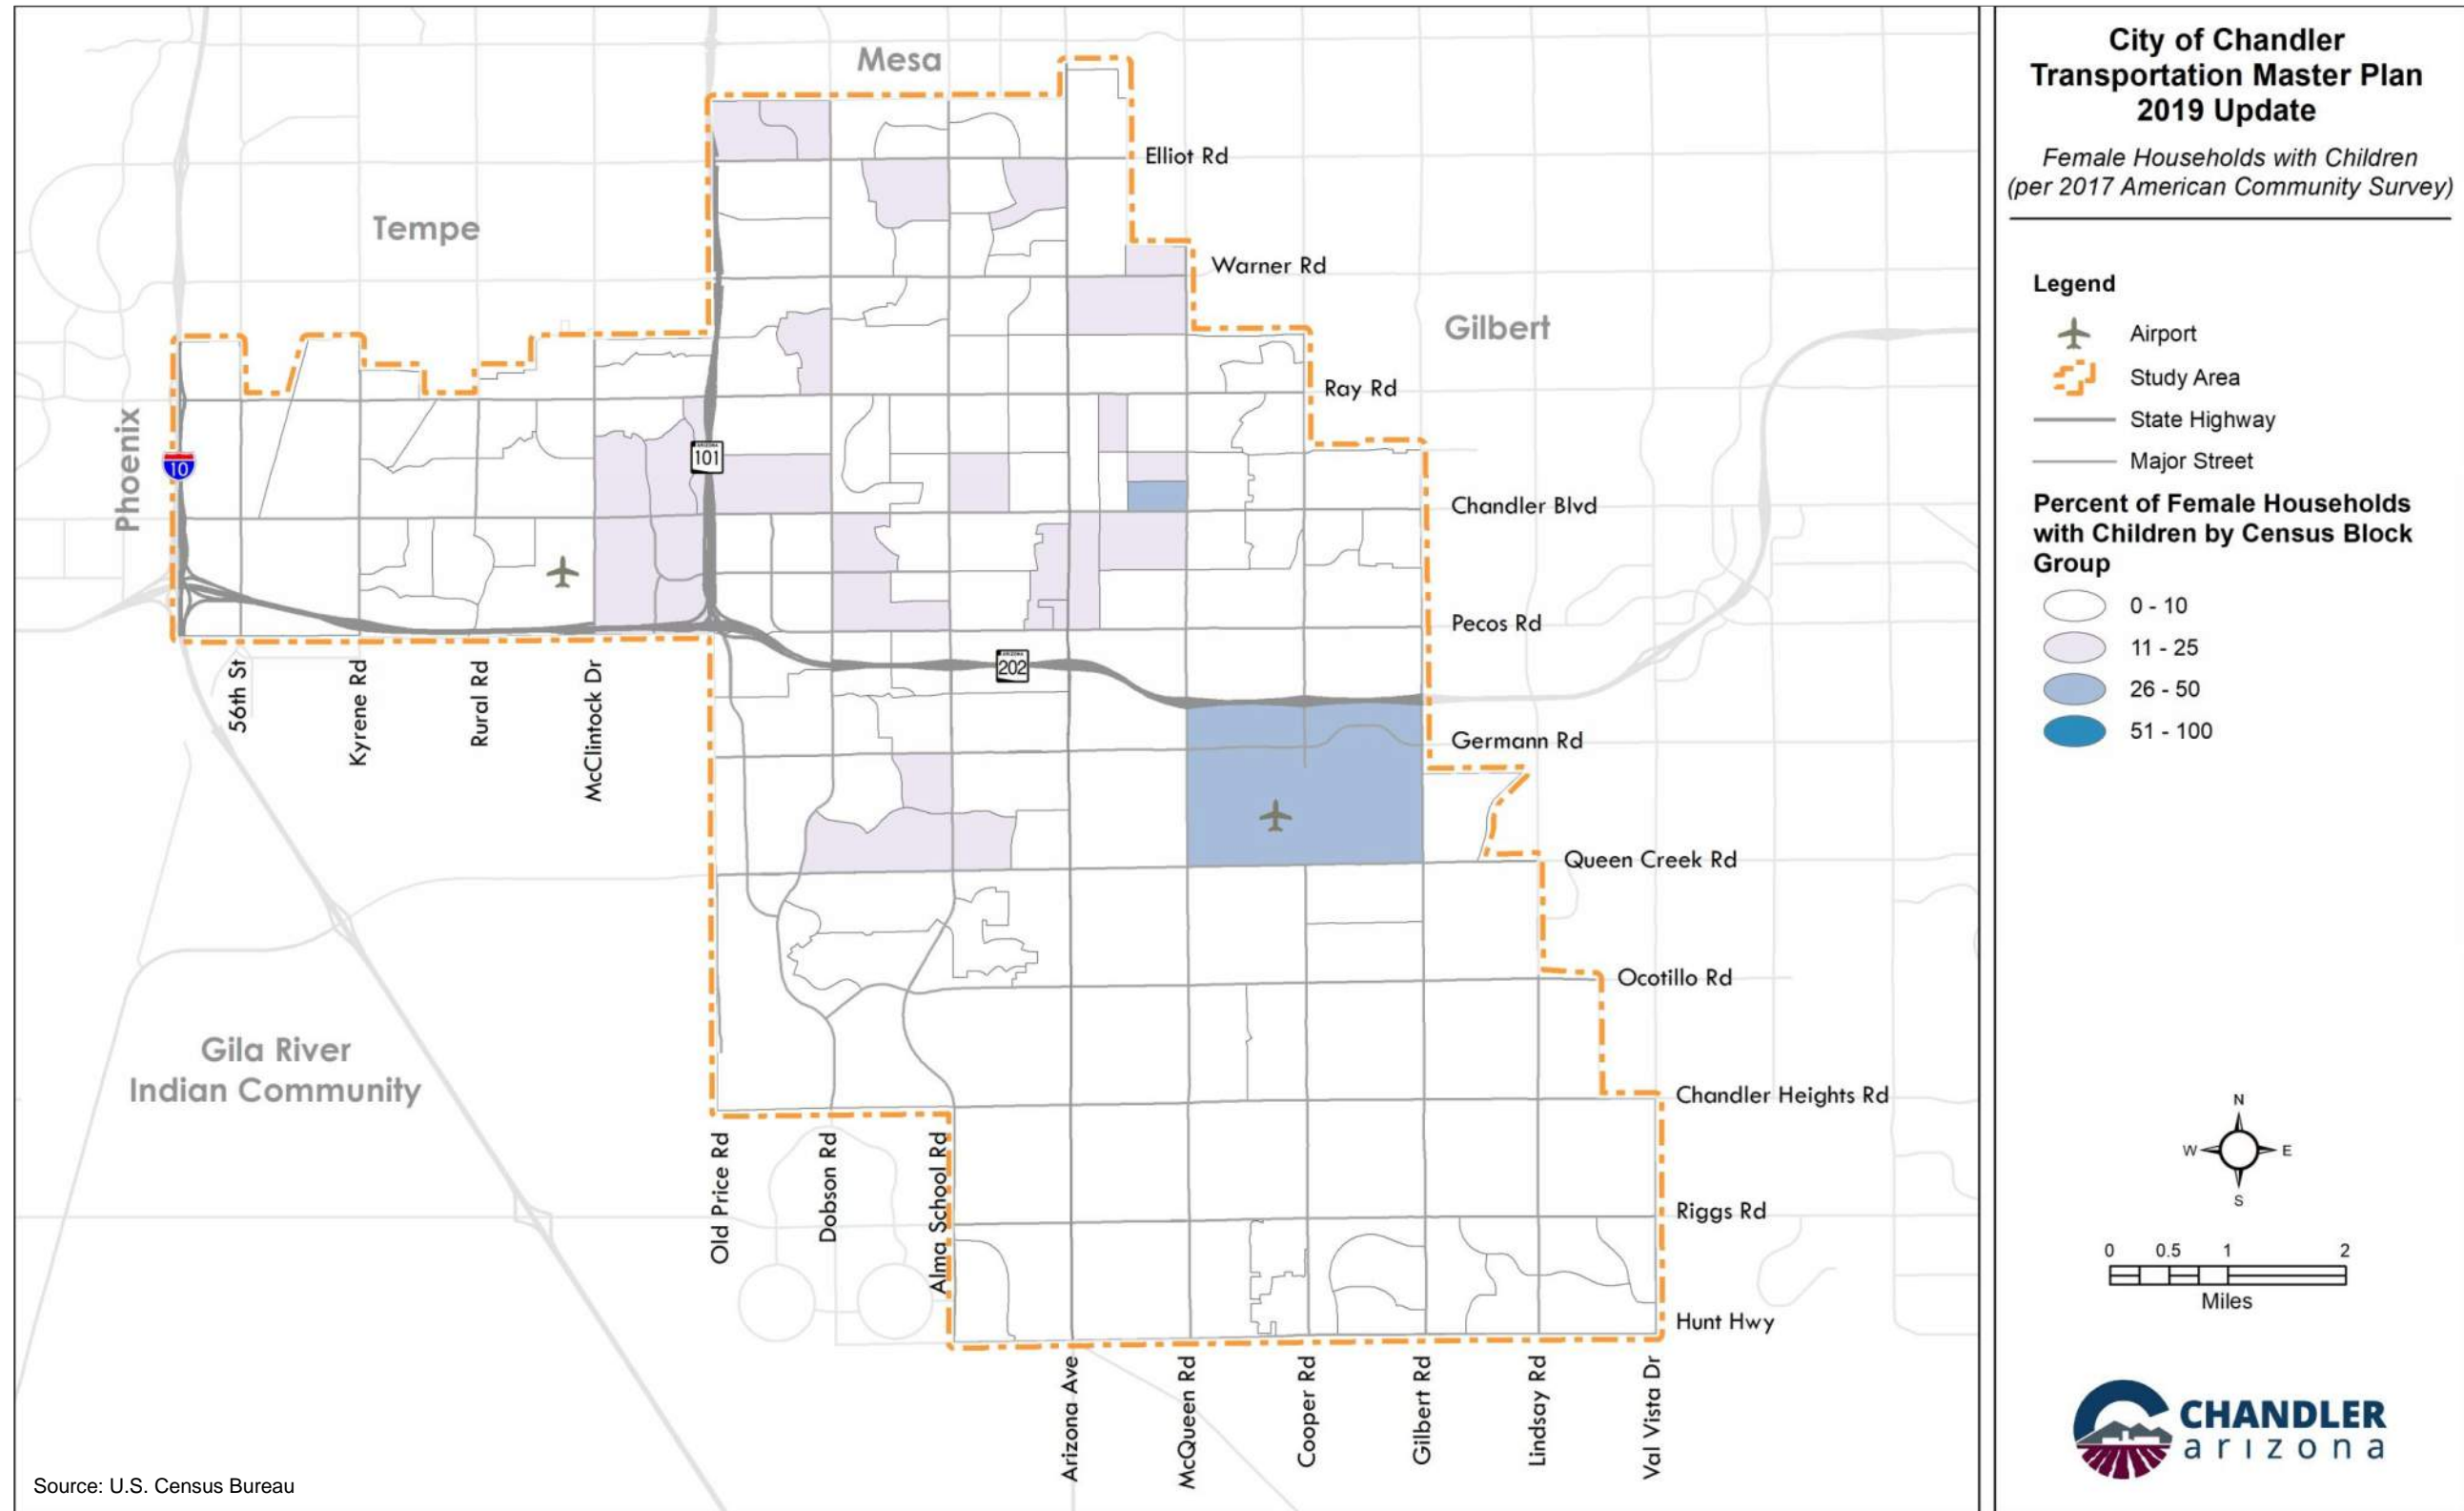 Mesa
Tempe
Gilbert
Phoenix
Gila River
Indian Community
10
ARIZONA
101
ARIZONA
202
Elliot Rd
Warner Rd
Ray Rd
Chandler Blvd
Pecos Rd
Germann Rd
Queen Creek Rd
Ocotillo Rd
Chandler Heights Rd
Riggs Rd
Hunt Hwy
56th St
Kyrene Rd
Rural Rd
McClintock Dr
Old Price Rd
Dobson Rd
Alma School Rd
Arizona Ave
McQueen Rd
Cooper Rd
Gilbert Rd
Lindsay Rd
Val Vista Dr
Source: U.S. Census Bureau
City of Chandler
Transportation Master Plan
2019 Update
Female Households with Children
(per 2017 American Community Survey)
Legend
Airport
Study Area
State Highway
Major Street
Percent of Female Households
with Children by Census Block
Group
0 - 10
11 - 25
26 - 50
51 - 100
N
W E
S
0 0.5 1 2
Miles
CHANDLER
arizona